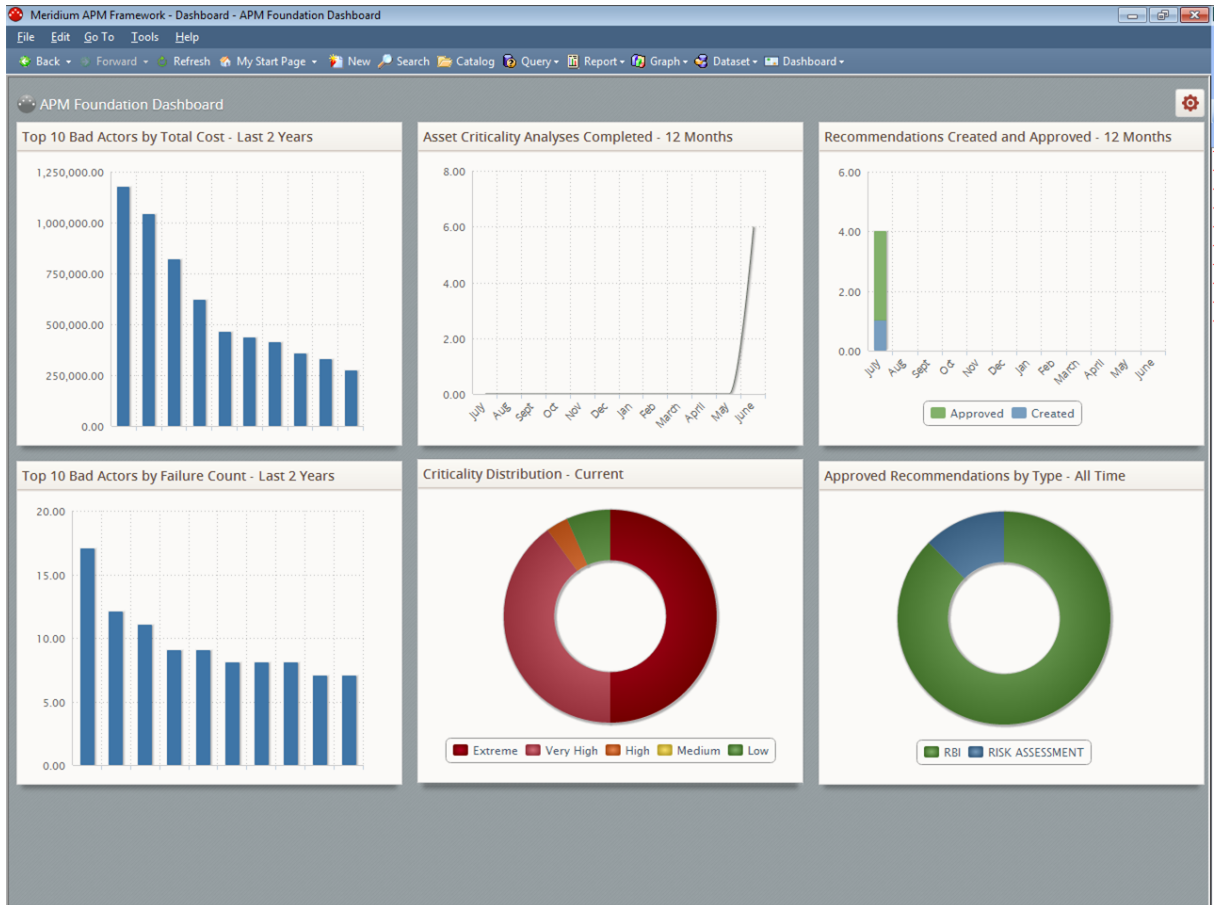 Meridium APM Framework - Dashboard - APM Foundation Dashboard
File Edit Go To Tools Help
Back Forward Refresh My Start Page New Search Catalog Query Report Graph Dataset Dashboard
APM Foundation Dashboard
Top 10 Bad Actors by Total Cost - Last 2 Years
1,250,000.00
1,000,000.00
750,000.00
500,000.00
250,000.00
0.00
Asset Criticality Analyses Completed - 12 Months
8.00
6.00
4.00
2.00
0.00
July Aug Sept Oct Nov Dec Jan Feb March April May June
Recommendations Created and Approved - 12 Months
6.00
4.00
2.00
0.00
July Aug Sept Oct Nov Dec Jan Feb March April May June
Approved Created
Top 10 Bad Actors by Failure Count - Last 2 Years
20.00
15.00
10.00
5.00
0.00
Criticality Distribution - Current
Extreme Very High High Medium Low
Approved Recommendations by Type - All Time
RBI RISK ASSESSMENT